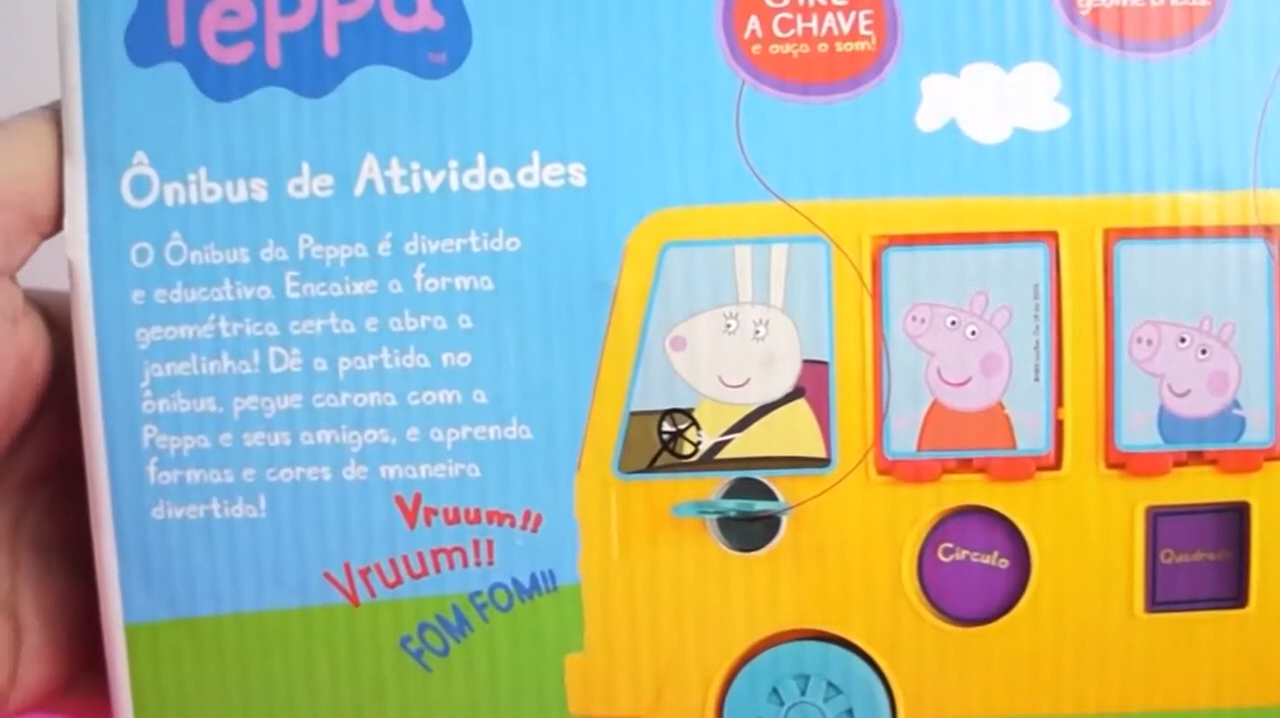 Peppa
TM
A CHAVE
e ouça o som!
Ônibus de Atividades
O Ônibus da Peppa é divertido
e educativo. Encaixe a forma
geométrica certa e abra a
janelinha! Dê a partida no
ônibus, pegue carona com a
Peppa e seus amigos, e aprenda
formas e cores de maneira
divertida!
Vruum!!
Vruum!!
FOM FOM!!
Círculo
Quadrado